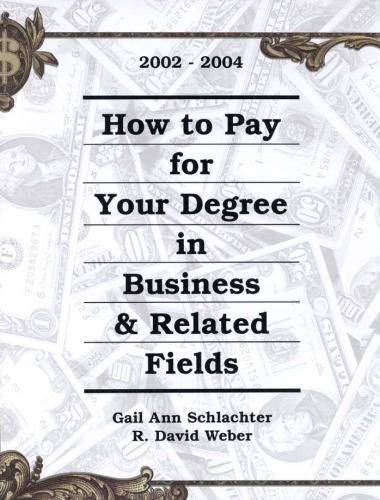 2002 - 2004
How to Pay
for
Your Degree
in
Business
& Related
Fields
Gail Ann Schlachter
R. David Weber